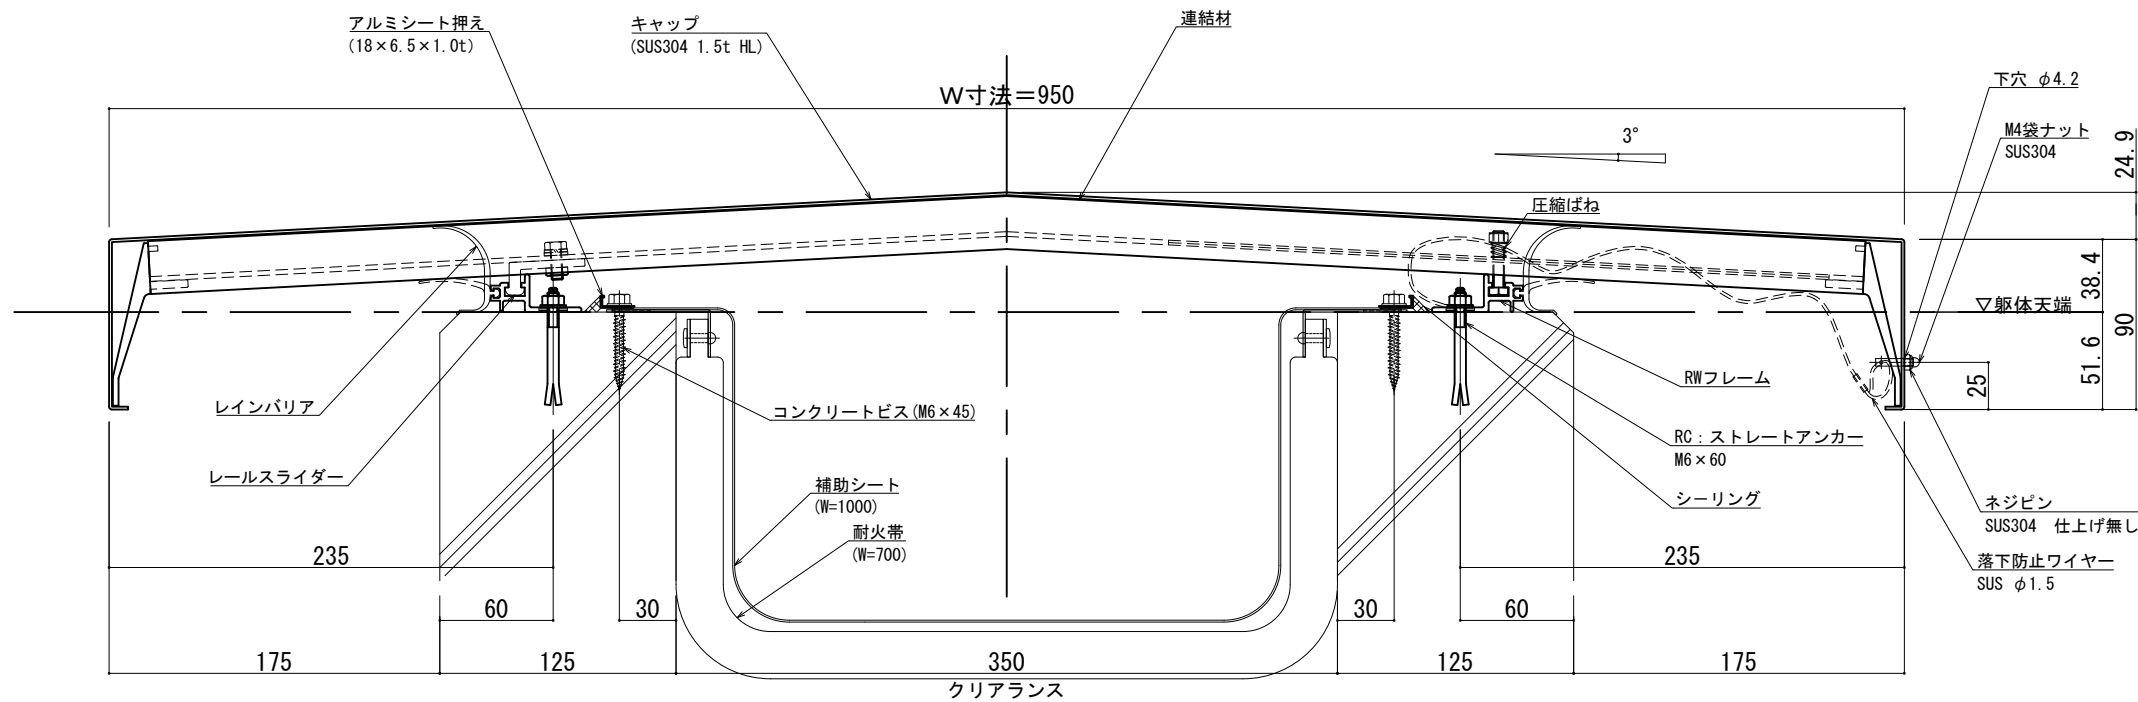 アルミシート押え
(18×6.5×1.0t)
キャップ
(SUS304 1.5t HL)
連結材
W寸法=950
下穴 φ4.2
M4袋ナット
SUS304
3°
24.9
圧縮ばね
38.4
▽躯体天端
90
51.6
25
RWフレーム
レインバリア
コンクリートビス(M6×45)
RC:ストレートアンカー
M6×60
レールスライダー
補助シート
(W=1000)
シーリング
ネジピン
SUS304 仕上げ無し
耐火帯
(W=700)
235
235
落下防止ワイヤー
SUS φ1.5
60
30
30
60
175
125
350
125
175
クリアランス